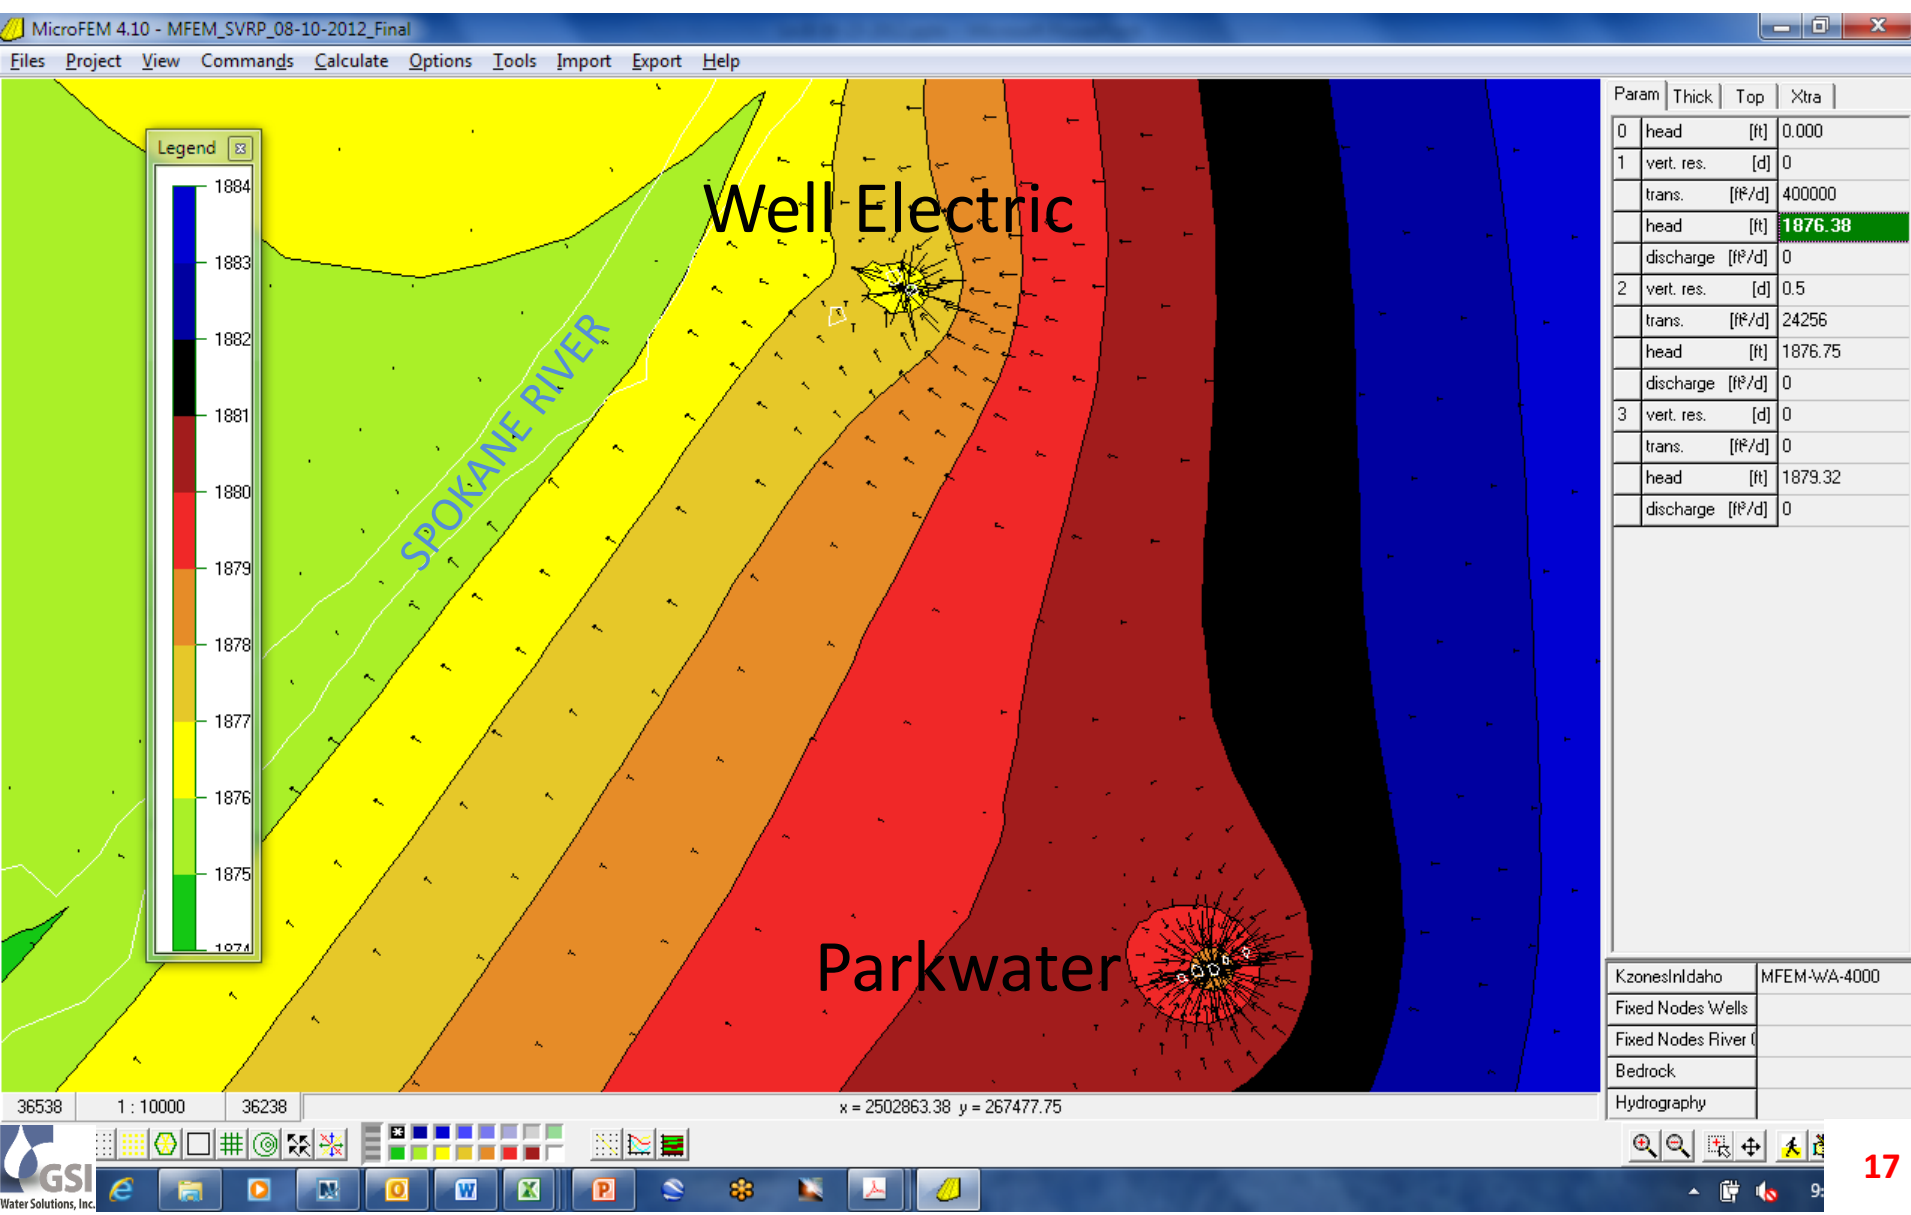 MicroFEM 4.10 - MFEM_SVRP_08-10-2012_Final
Files Project View Commands Calculate Options Tools Import Export Help
Legend
1884
1883
1882
1881
1880
1879
1878
1877
1876
1875
1974
Well Electric
SPOKANE RIVER
Parkwater
Param Thick Top Xtra
0 head [ft] 0.000
1 vert. res. [d] 0
trans. [ft²/d] 400000
head [ft] 1876.38
discharge [ft³/d] 0
2 vert. res. [d] 0.5
trans. [ft²/d] 24256
head [ft] 1876.75
discharge [ft³/d] 0
3 vert. res. [d] 0
trans. [ft²/d] 0
head [ft] 1879.32
discharge [ft³/d] 0
KzonesInIdaho MFEM-WA-4000
Fixed Nodes Wells
Fixed Nodes River
Bedrock
Hydrography
36538 1 : 10000 36238 x = 2502863.38 y = 267477.75
GSI
Water Solutions, Inc.
9:
17